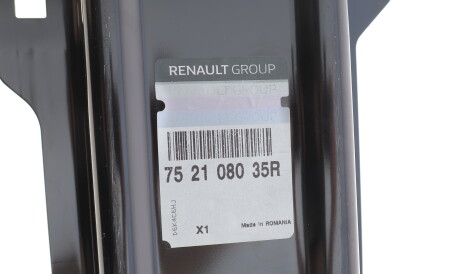 RENAULT GROUP
75 21 080 35R
X1
Made in ROMANIA